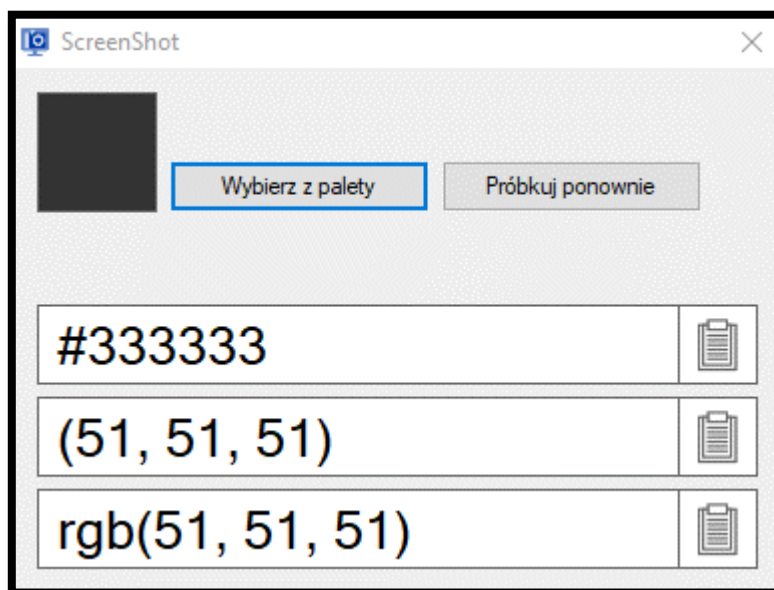 ScreenShot
Wybierz z palety
Próbkuj ponownie
#333333
(51, 51, 51)
rgb(51, 51, 51)